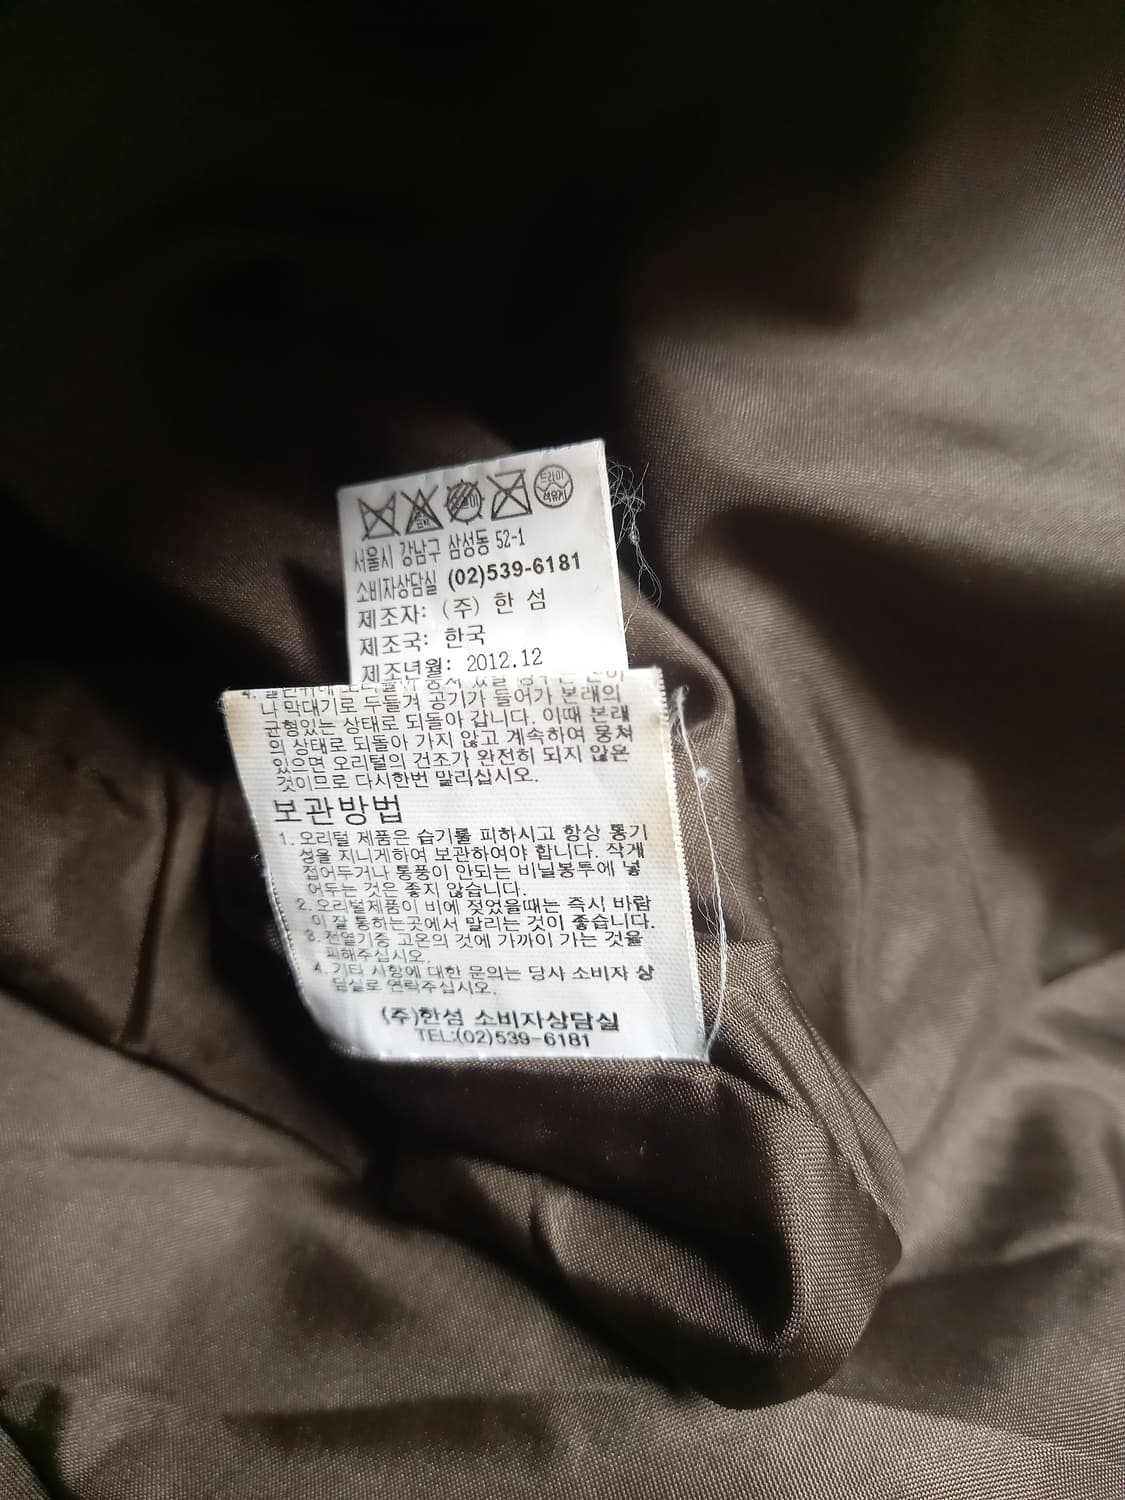 드라이
석유계
서울시 강남구 삼성동 52-1
소비자상담실 (02)539-6181
제조자: (주) 한 섬
제조국: 한국
제조년월: 2012.12
나 막대기로 두들겨 공기가 들어가 본래의
균형있는 상태로 되돌아 갑니다. 이때 본래
의 상태로 되돌아 가지 않고 계속하여 뭉쳐
있으면 오리털의 건조가 완전히 되지 않은
것이므로 다시한번 말리십시오.
보관방법
1. 오리털 제품은 습기를 피하시고 항상 통기
성을 지니게하여 보관하여야 합니다. 작게
접어두거나 통풍이 안되는 비닐봉투에 넣
어두는 것은 좋지 않습니다.
2. 오리털제품이 비에 젖었을때는 즉시 바람
이 잘 통하는곳에서 말리는 것이 좋습니다.
3. 전열기중 고온의 것에 가까이 가는 것을
피해주십시오.
4. 기타 사항에 대한 문의는 당사 소비자 상
담실로 연락주십시오.
(주)한섬 소비자상담실
TEL:(02)539-6181